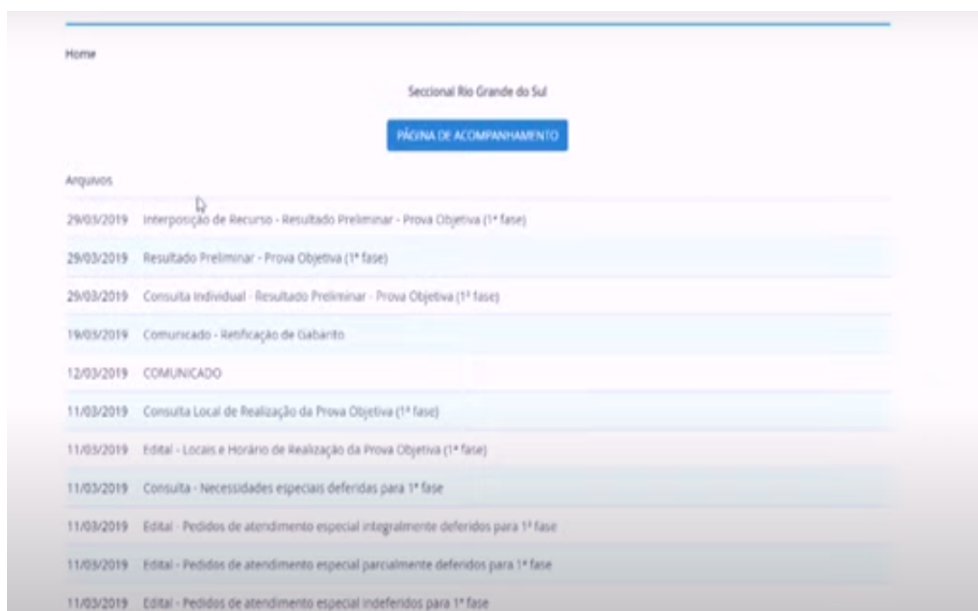 Home
Seccional Rio Grande do Sul
PÁGINA DE ACOMPANHAMENTO
Arquivos
29/03/2019 Interposição de Recurso - Resultado Preliminar - Prova Objetiva (1ª fase)
29/03/2019 Resultado Preliminar - Prova Objetiva (1ª fase)
29/03/2019 Consulta Individual - Resultado Preliminar - Prova Objetiva (1ª fase)
19/03/2019 Comunicado - Retificação de Gabarito
12/03/2019 COMUNICADO
11/03/2019 Consulta Local de Realização da Prova Objetiva (1ª fase)
11/03/2019 Edital - Locais e Horário de Realização da Prova Objetiva (1ª fase)
11/03/2019 Consulta - Necessidades especiais deferidas para 1ª fase
11/03/2019 Edital - Pedidos de atendimento especial integralmente deferidos para 1ª fase
11/03/2019 Edital - Pedidos de atendimento especial parcialmente deferidos para 1ª fase
11/03/2019 Edital - Pedidos de atendimento especial indeferidos para 1ª fase